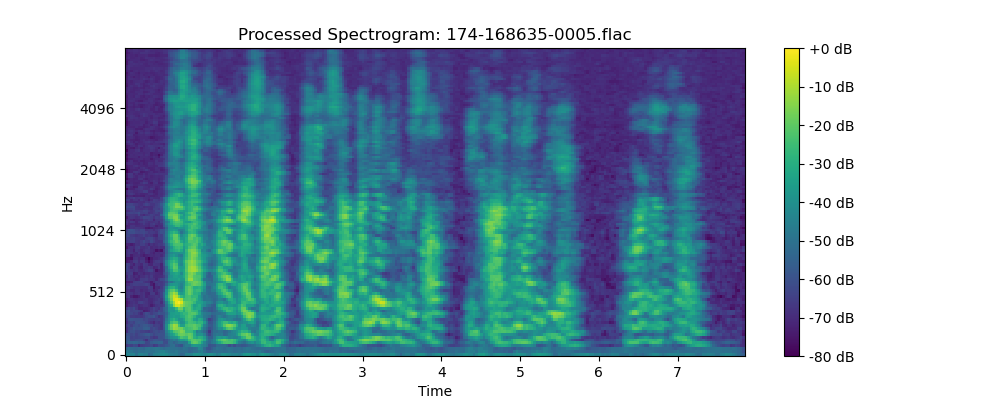 Processed Spectrogram: 174-168635-0005.flac
Hz
4096
2048
1024
512
0
0 1 2 3 4 5 6 7
Time
+0 dB
-10 dB
-20 dB
-30 dB
-40 dB
-50 dB
-60 dB
-70 dB
-80 dB